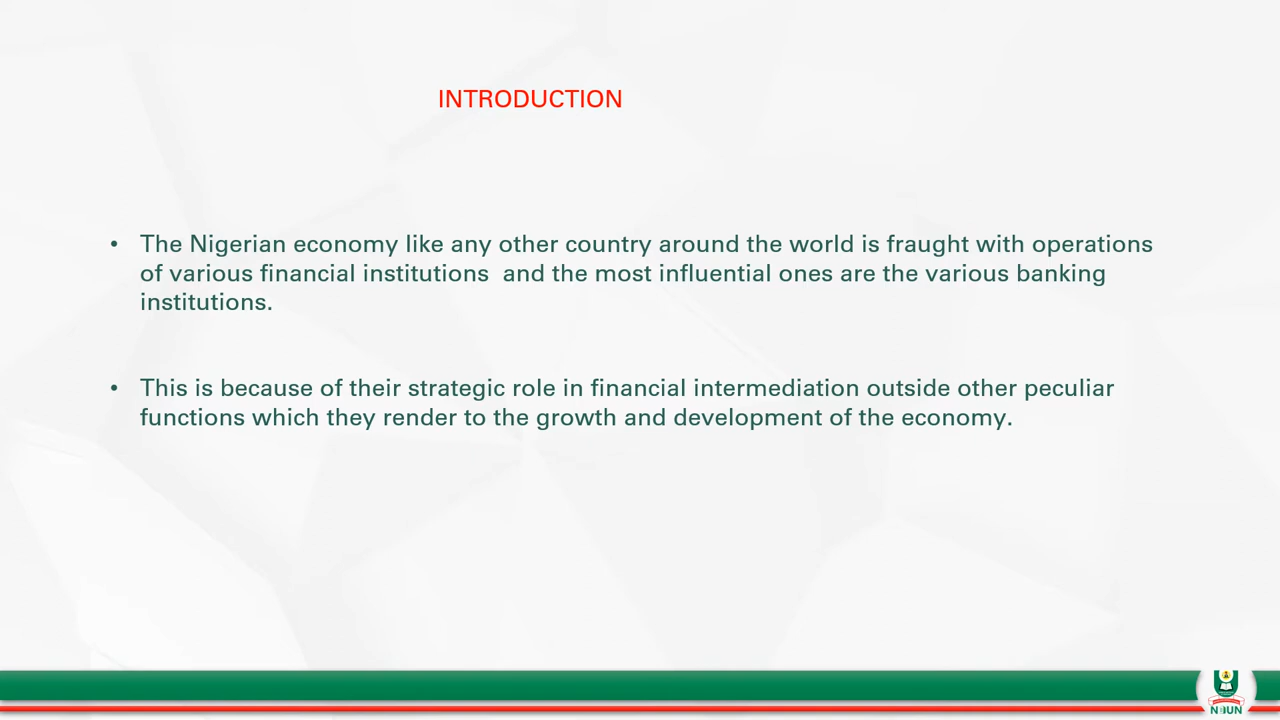 INTRODUCTION
• The Nigerian economy like any other country around the world is fraught with operations
of various financial institutions  and the most influential ones are the various banking
institutions.
• This is because of their strategic role in financial intermediation outside other peculiar
functions which they render to the growth and development of the economy.
NOUN